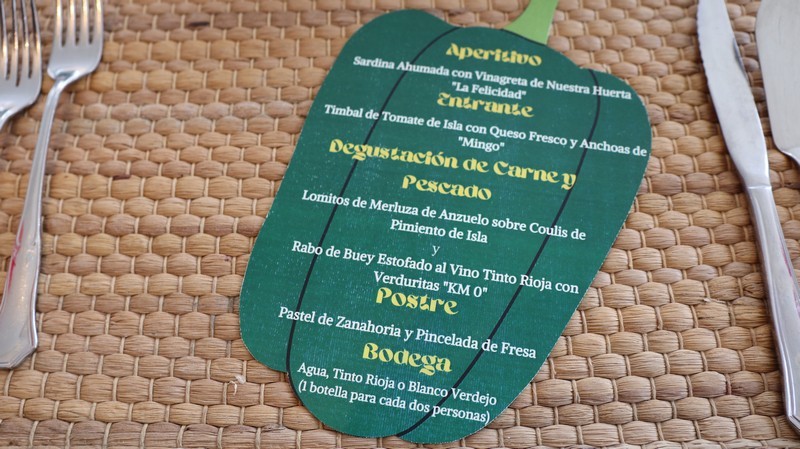 Aperitivo
Sardina Ahumada con Vinagreta de Nuestra Huerta
"La Felicidad"
Entrante
Timbal de Tomate de Isla con Queso Fresco y Anchoas de
"Mingo"
Degustación de Carne y
Pescado
Lomitos de Merluza de Anzuelo sobre Coulis de
Pimiento de Isla
y
Rabo de Buey Estofado al Vino Tinto Rioja con
Verduritas "KM 0"
Postre
Pastel de Zanahoria y Pincelada de Fresa
Bodega
Agua, Tinto Rioja o Blanco Verdejo
(1 botella para cada dos personas)